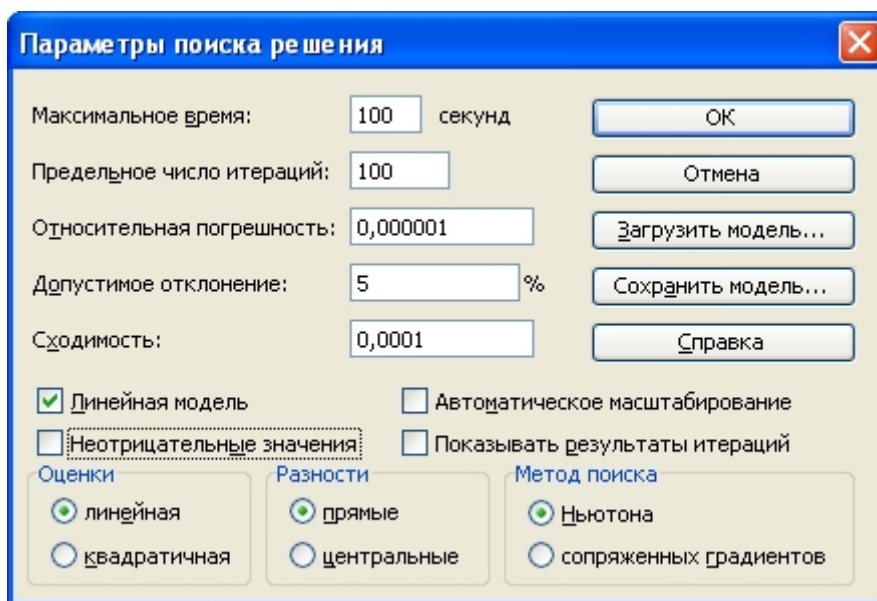 Параметры поиска решения
Максимальное время: 100 секунд OK
Предельное число итераций: 100 Отмена
Относительная погрешность: 0,000001 Загрузить модель...
Допустимое отклонение: 5 % Сохранить модель...
Сходимость: 0,0001 Справка
Линейная модель Автоматическое масштабирование
Неотрицательные значения Показывать результаты итераций
Оценки Разности Метод поиска
линейная прямые Ньютона
квадратичная центральные сопряженных градиентов